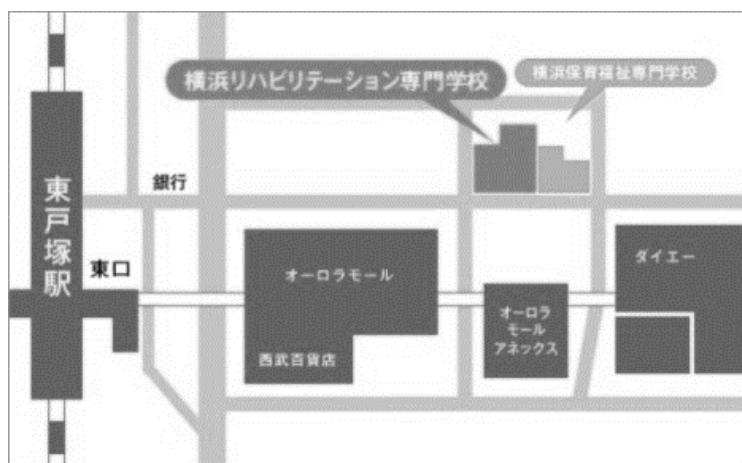 横浜リハビリテーション専門学校
横浜保育福祉専門学校
銀行
東戸塚駅
東口
オーロラモール
西武百貨店
オーロラ
モール
アネックス
ダイエー